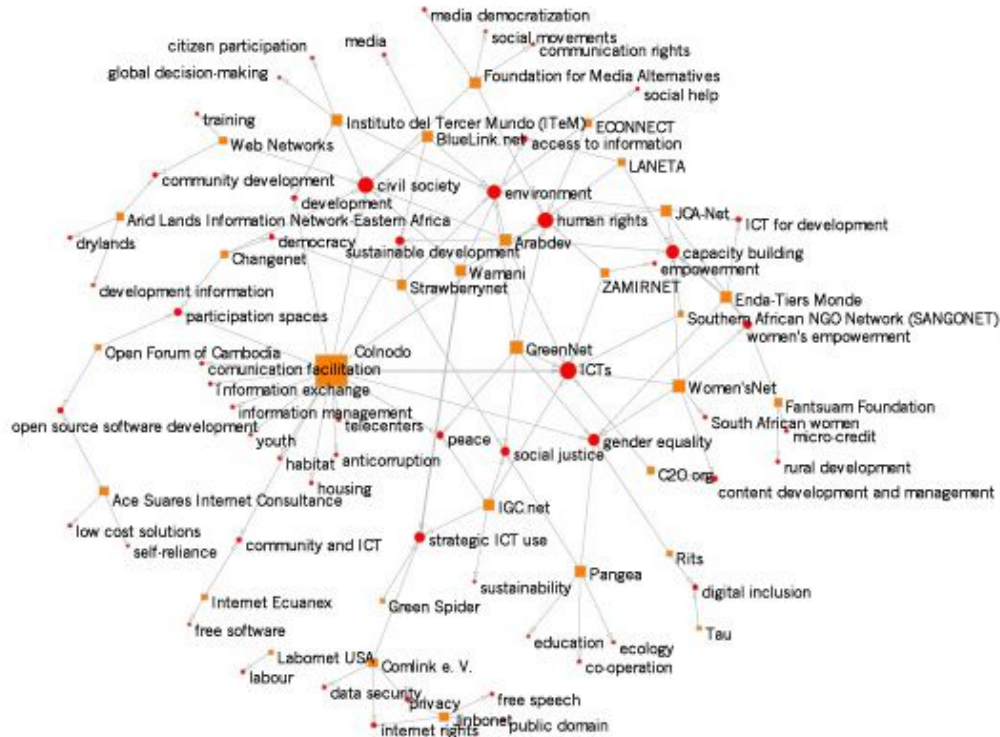 media democratization
social movements
citizen participation
media
communication rights
global decision-making
Foundation for Media Alternatives
social help
training
Instituto del Tercer Mundo (ITeM)
ECONNECT
Web Networks
BlueLink.net
access to information
LANETA
community development
civil society
environment
development
JCA-Net
Arid Lands Information Network-Eastern Africa
human rights
ICT for development
drylands
democracy
Arabdev
Changenet
sustainable development
capacity building
Wamani
empowerment
Strawberrynet
ZAMIRNET
development information
Enda-Tiers Monde
participation spaces
Southern African NGO Network (SANGONET)
women's empowerment
Open Forum of Cambodia
Colnodo
GreenNet
comunication facilitation
ICTs
Information exchange
Women'sNet
information management
Fantsuam Foundation
open source software development
telecenters
South African women
youth
peace
gender equality
micro-credit
habitat
anticorruption
social justice
rural development
housing
C2O.org
content development and management
Ace Suares Internet Consultance
IGC.net
low cost solutions
self-reliance
community and ICT
strategic ICT use
Rits
sustainability
Pangea
digital inclusion
Internet Ecuanex
Green Spider
free software
Tau
education
ecology
Labornet USA
co-operation
labour
Comlink e. V.
data security
privacy
free speech
internet rights
public domain